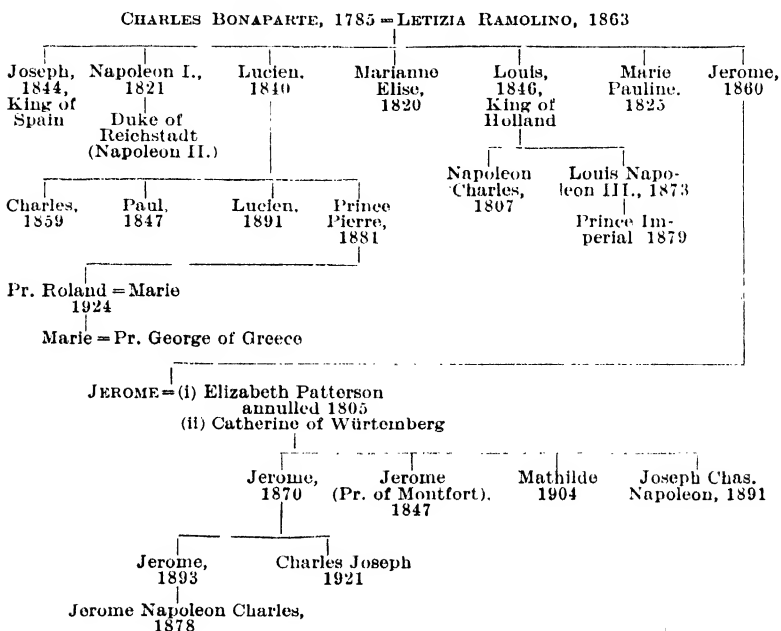 CHARLES BONAPARTE, 1785 = LETIZIA RAMOLINO, 1863
Joseph, 1844, King of Spain
Napoleon I., 1821
Duke of Reichstadt (Napoleon II.)
Lucien, 1840
Marianne Elise, 1820
Louis, 1846, King of Holland
Marie Pauline, 1825
Jerome, 1860
Charles, 1859
Paul, 1847
Lucien, 1891
Prince Pierre, 1881
Napoleon Charles, 1807
Louis Napo-
leon III., 1873
Prince Im-
perial 1879
Pr. Roland = Marie
1924
Marie = Pr. George of Greece
JEROME = (i) Elizabeth Patterson
annulled 1805
(ii) Catherine of Würtemberg
Jerome, 1870
Jerome (Pr. of Montfort), 1847
Mathilde 1904
Joseph Chas. Napoleon, 1891
Jerome, 1893
Charles Joseph 1921
Jerome Napoleon Charles,
1878